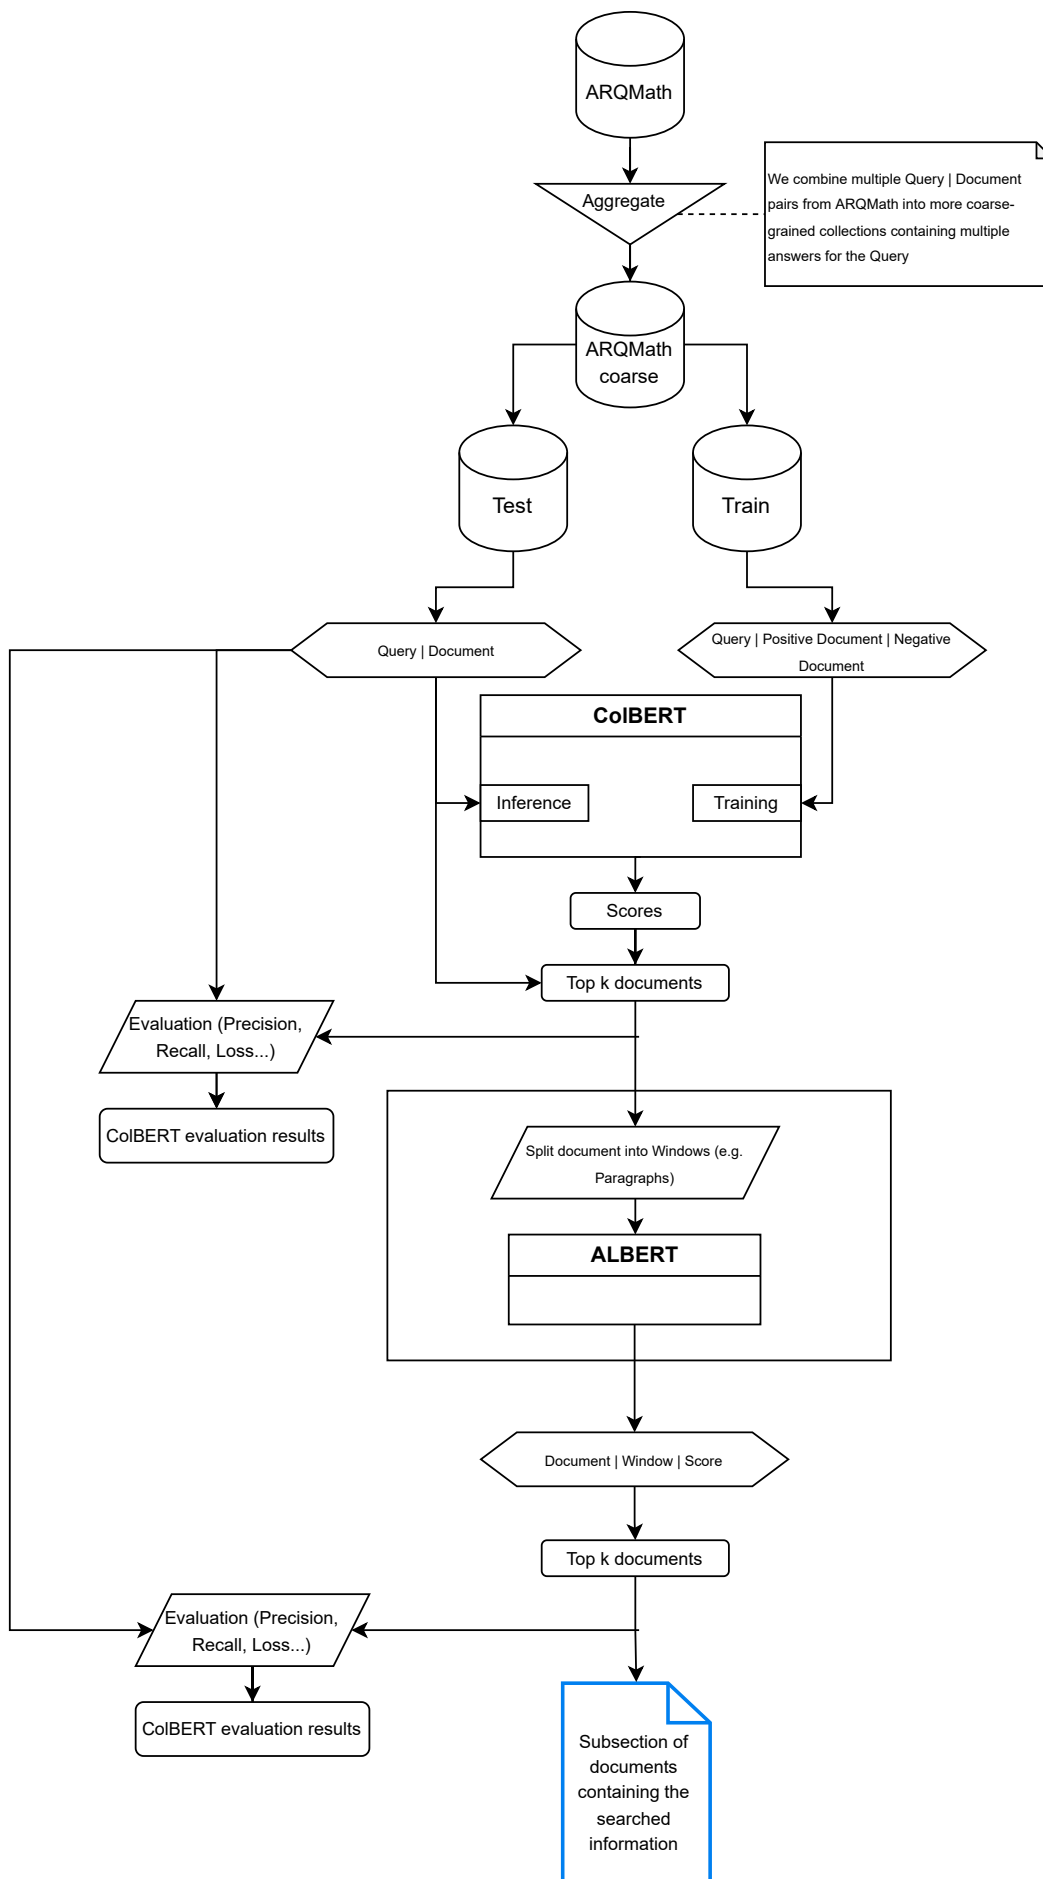 ARQMath
Aggregate
We combine multiple Query | Document
pairs from ARQMath into more coarse-
grained collections containing multiple
answers for the Query
ARQMath
coarse
Test
Train
Query | Document
Query | Positive Document | Negative
Document
ColBERT
Inference
Training
Scores
Top k documents
Evaluation (Precision,
Recall, Loss...)
ColBERT evaluation results
Split document into Windows (e.g.
Paragraphs)
ALBERT
Document | Window | Score
Top k documents
Evaluation (Precision,
Recall, Loss...)
ColBERT evaluation results
Subsection of
documents
containing the
searched
information